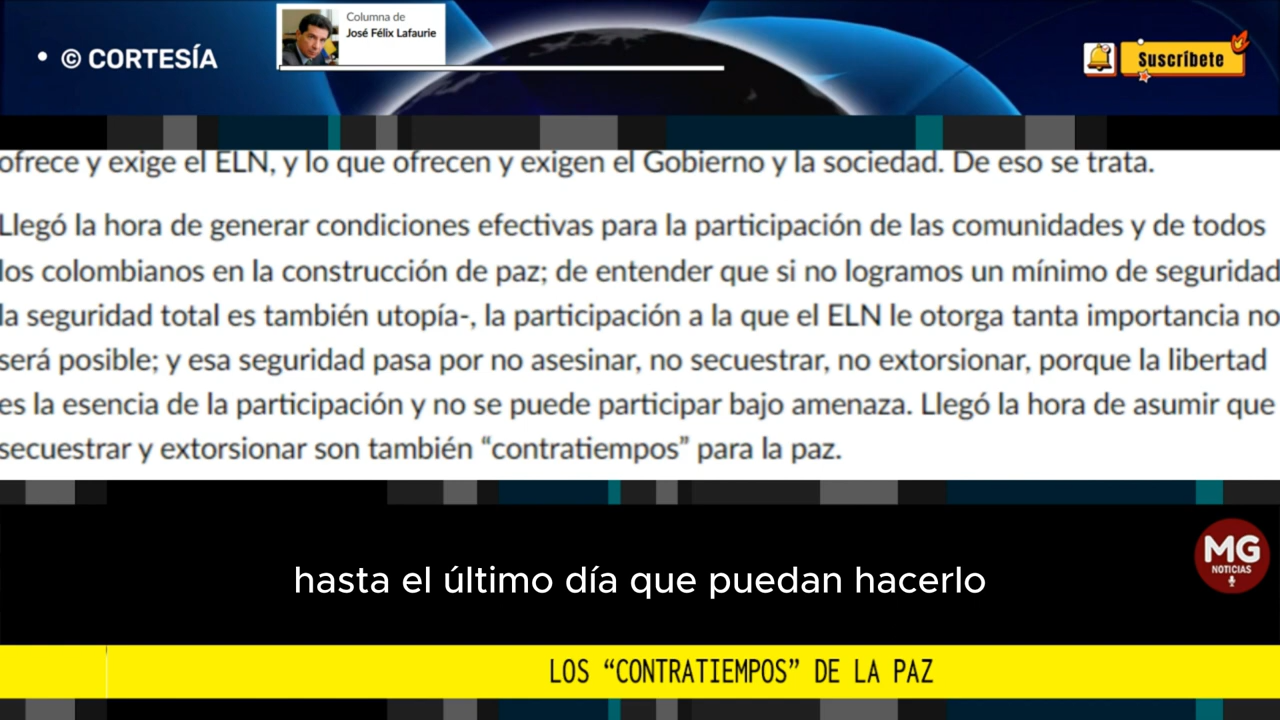 • © CORTESÍA
Columna de
José Félix Lafaurie
Suscríbete
ofrece y exige el ELN, y lo que ofrecen y exigen el Gobierno y la sociedad. De eso se trata.
Llegó la hora de generar condiciones efectivas para la participación de las comunidades y de todos
los colombianos en la construcción de paz; de entender que si no logramos un mínimo de seguridad
la seguridad total es también utopía-, la participación a la que el ELN le otorga tanta importancia no
será posible; y esa seguridad pasa por no asesinar, no secuestrar, no extorsionar, porque la libertad
es la esencia de la participación y no se puede participar bajo amenaza. Llegó la hora de asumir que
secuestrar y extorsionar son también “contratiempos” para la paz.
MG
NOTICIAS
hasta el último día que puedan hacerlo
LOS “CONTRATIEMPOS” DE LA PAZ